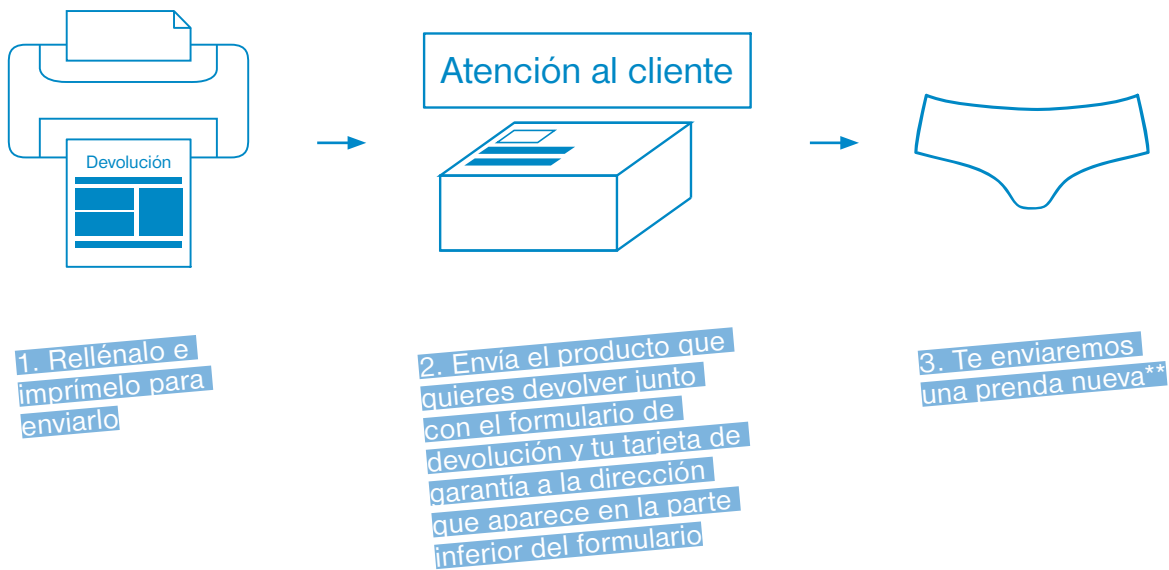 Atención al cliente
Devolución
1. Rellénalo e
imprímelo para
enviarlo
2. Envía el producto que
quieres devolver junto
con el formulario de
devolución y tu tarjeta de
garantía a la dirección
que aparece en la parte
inferior del formulario
3. Te enviaremos
una prenda nueva**